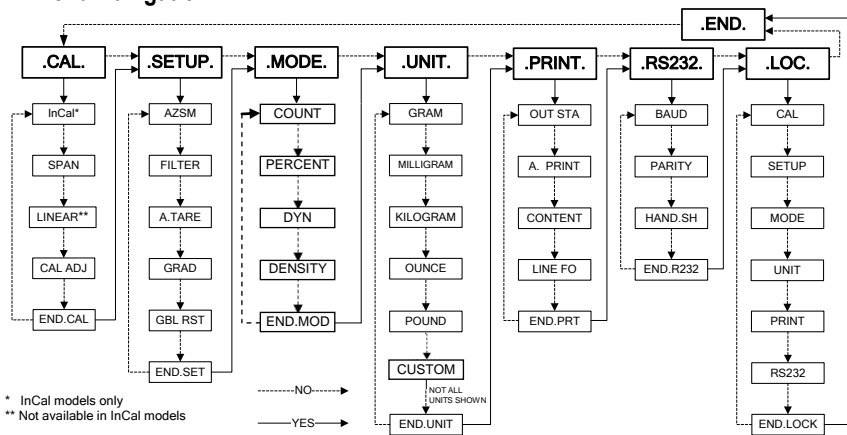 .END.
.CAL.
InCal*
SPAN
LINEAR**
CAL ADJ
END.CAL
.SETUP.
AZSM
FILTER
A.TARE
GRAD
GBL RST
END.SET
.MODE.
COUNT
PERCENT
DYN
DENSITY
END.MOD
.UNIT.
GRAM
MILLIGRAM
KILOGRAM
OUNCE
POUND
CUSTOM
NOT ALL
UNITS SHOWN
END.UNIT
.PRINT.
OUT STA
A. PRINT
CONTENT
LINE FO
END.PRT
.RS232.
BAUD
PARITY
HAND.SH
END.R232
.LOC.
CAL
SETUP
MODE
UNIT
PRINT
RS232
END.LOCK
NO
YES
* InCal models only
** Not available in InCal models